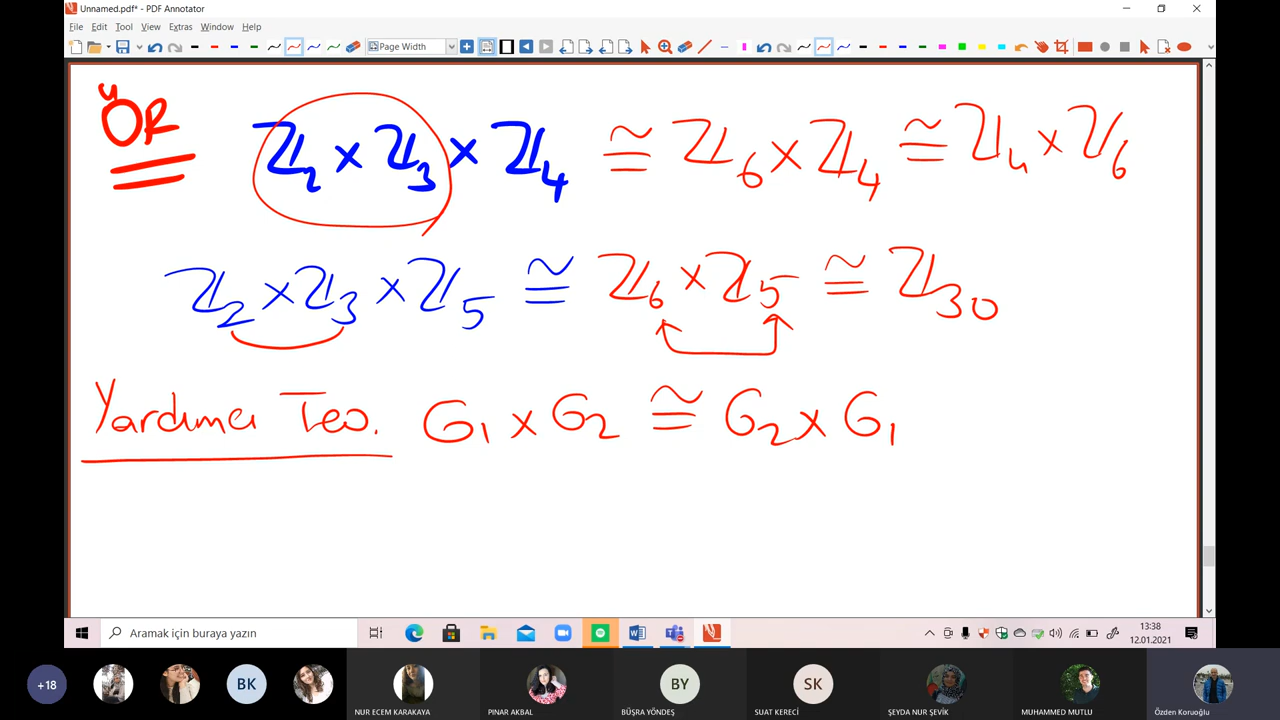 Unnamed.pdf* - PDF Annotator
File Edit Tool View Extras Window Help
Page Width
ÖR ℤ₂ × ℤ₃ × ℤ₄ ≅ ℤ₆ × ℤ₄ ≅ ℤ₄ × ℤ₆
ℤ₂ × ℤ₃ × ℤ₅ ≅ ℤ₆ × ℤ₅ ≅ ℤ₃₀
Yardımcı Teo. G₁ × G₂ ≅ G₂ × G₁
Aramak için buraya yazın
13:38
12.01.2021
+18 BK BY SK
NUR ECEM KARAKAYA PINAR AKBAL BÜŞRA YÖNDEŞ SUAT KERECİ ŞEYDA NUR ŞEVİK MUHAMMED MUTLU Özden Koruoğlu